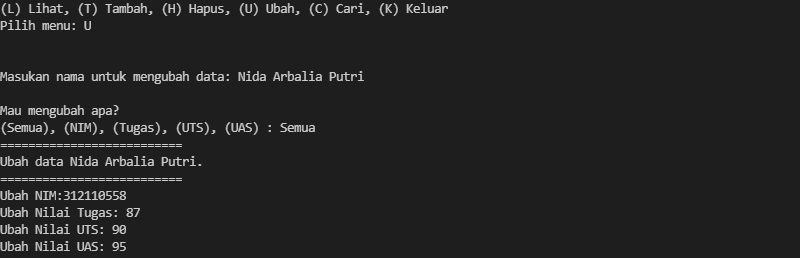 (L) Lihat, (T) Tambah, (H) Hapus, (U) Ubah, (C) Cari, (K) Keluar
Pilih menu: U
Masukan nama untuk mengubah data: Nida Arbalia Putri
Mau mengubah apa?
(Semua), (NIM), (Tugas), (UTS), (UAS) : Semua
==========================
Ubah data Nida Arbalia Putri.
==========================
Ubah NIM:312110558
Ubah Nilai Tugas: 87
Ubah Nilai UTS: 90
Ubah Nilai UAS: 95